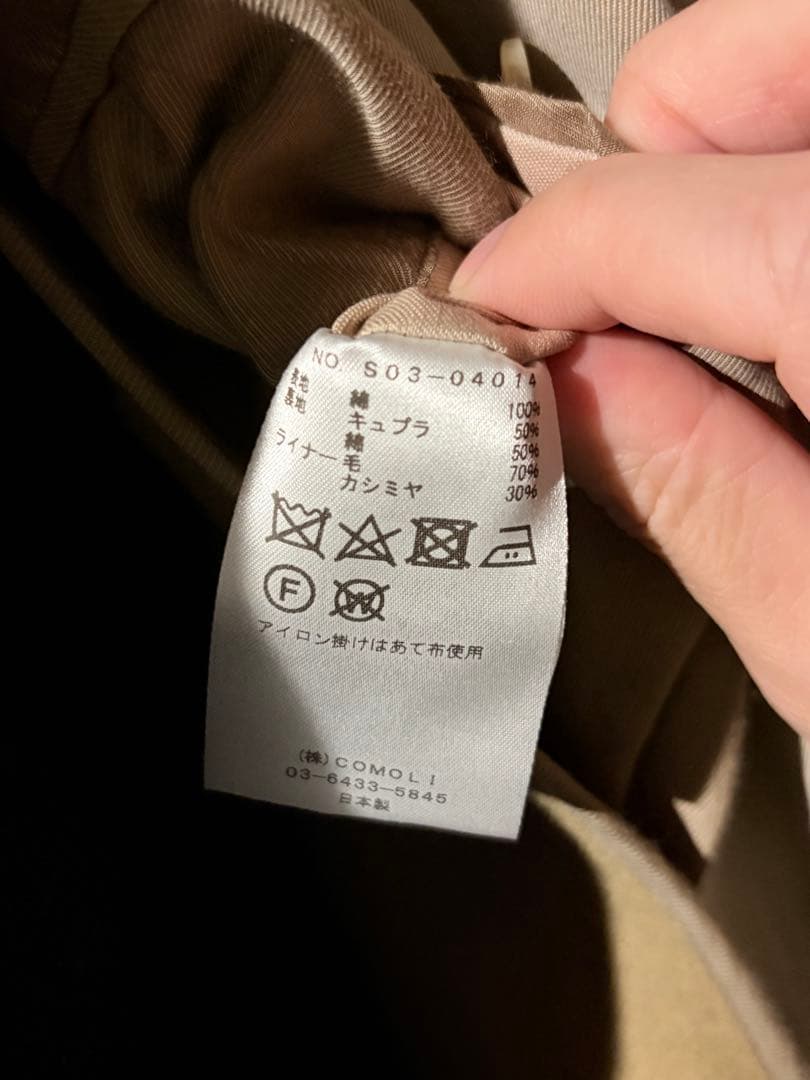 NO. S03-04014
表地 綿 100%
裏地 キュプラ 50%
綿 50%
ライナー 毛 70%
カシミヤ 30%
F W
アイロン掛けはあて布使用
(株)COMOLI
03-6433-5845
日本製